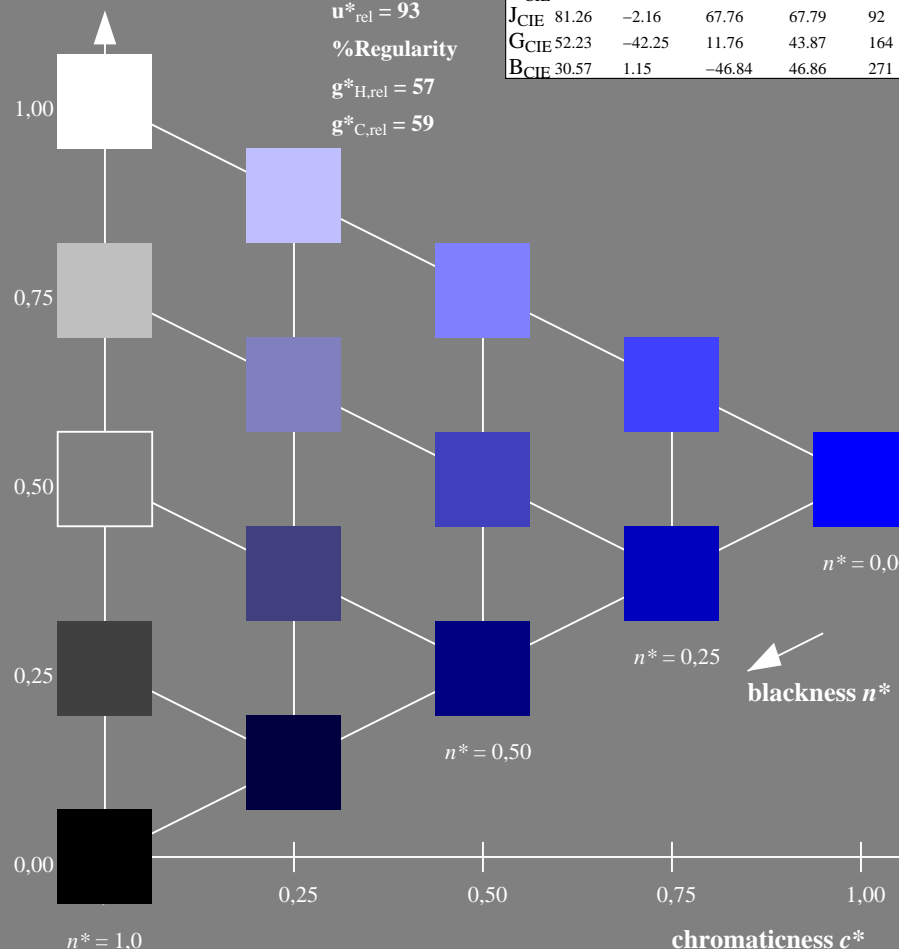 u*rel = 93
%Regularity
g*H,rel = 57
g*C,rel = 59
JCIE 81.26 −2.16 67.76 67.79 92
GCIE 52.23 −42.25 11.76 43.87 164
BCIE 30.57 1.15 −46.84 46.86 271
1,00
0,75
0,50
0,25
0,00
n* = 0,0
n* = 0,25
blackness n*
n* = 0,50
0,25 0,50 0,75 1,00
n* = 1,0
chromaticness c*